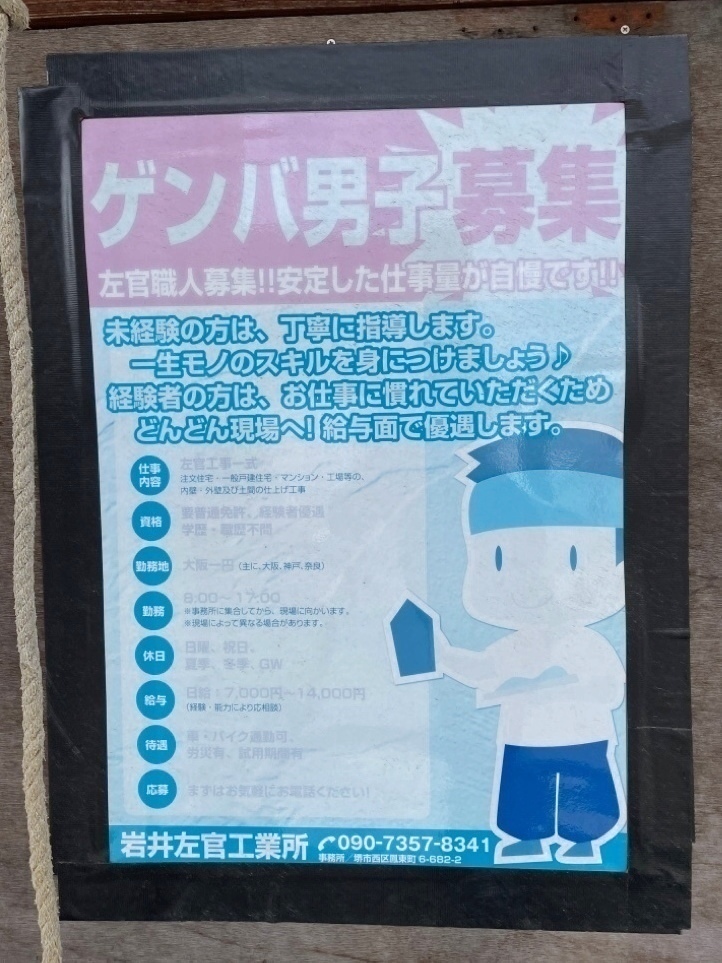 ゲンバ男子募集
左官職人募集!!安定した仕事量が自慢です!!
未経験の方は、丁寧に指導します。
一生モノのスキルを身につけましょう♪
経験者の方は、お仕事に慣れていただくため
どんどん現場へ!給与面で優遇します。
仕事内容
左官工事一式
注文住宅・一般戸建住宅・マンション・工場等の、
内壁・外壁及び土間の仕上げ工事
資格
要普通免許、経験者優遇
学歴・職歴不問
勤務地
大阪一円(主に、大阪、神戸、奈良)
勤務
8:00~17:00
※事務所に集合してから、現場に向かいます。
※現場によって異なる場合があります。
休日
日曜、祝日、
夏季、冬季、GW
給与
日給:7,000円~14,000円
(経験・能力により応相談)
待遇
車・バイク通勤可、
労災有、試用期間有
応募
まずはお気軽にお電話ください!
岩井左官工業所
090-7357-8341
事務所/堺市西区鳳東町6-682-2